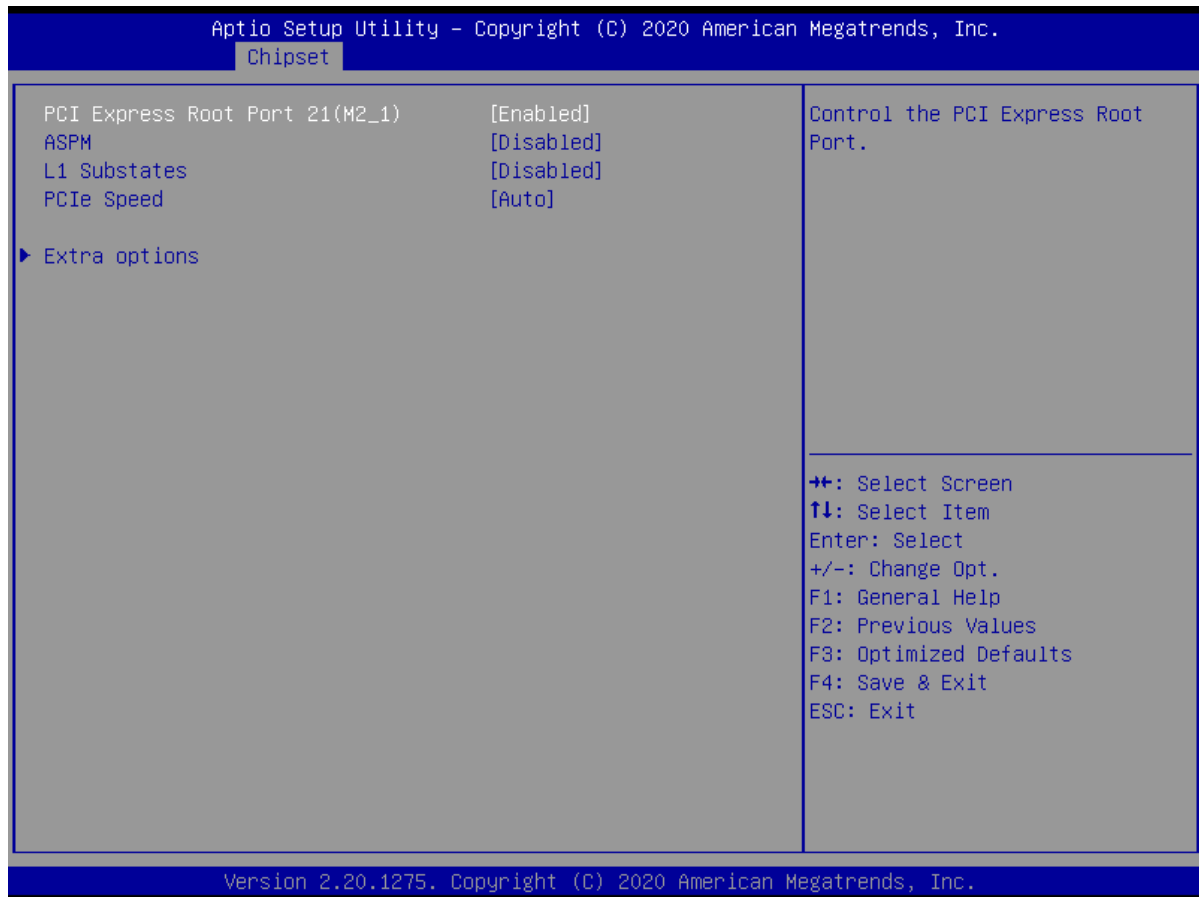 Aptio Setup Utility – Copyright (C) 2020 American Megatrends, Inc.
Chipset
PCI Express Root Port 21(M2_1) [Enabled]
ASPM [Disabled]
L1 Substates [Disabled]
PCIe Speed [Auto]
▶ Extra options
Control the PCI Express Root
Port.
→←: Select Screen
↑↓: Select Item
Enter: Select
+/-: Change Opt.
F1: General Help
F2: Previous Values
F3: Optimized Defaults
F4: Save & Exit
ESC: Exit
Version 2.20.1275. Copyright (C) 2020 American Megatrends, Inc.